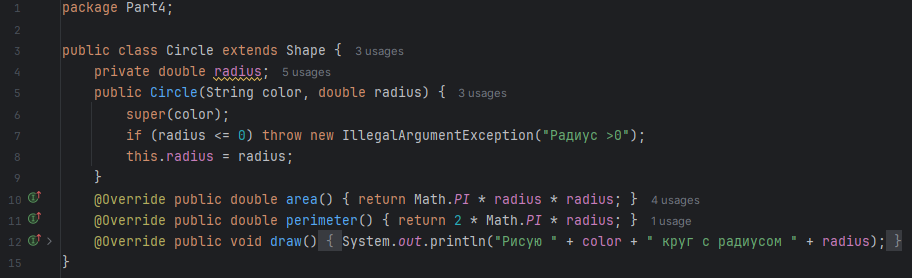 1 package Part4;
2
3 public class Circle extends Shape { 3 usages
4 private double radius; 5 usages
5 public Circle(String color, double radius) { 3 usages
6 super(color);
7 if (radius <= 0) throw new IllegalArgumentException("Радиус >0");
8 this.radius = radius;
9 }
10 @Override public double area() { return Math.PI * radius * radius; } 4 usages
11 @Override public double perimeter() { return 2 * Math.PI * radius; } 1 usage
12 @Override public void draw() { System.out.println("Рисую " + color + " круг с радиусом " + radius); }
15 }